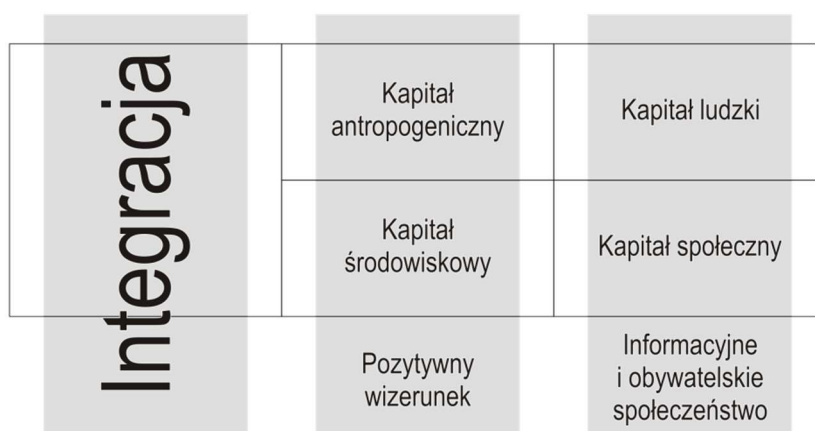 Integracja
Kapitał
antropogeniczny
Kapitał ludzki
Kapitał
środowiskowy
Kapitał społeczny
Pozytywny
wizerunek
Informacyjne
i obywatelskie
społeczeństwo